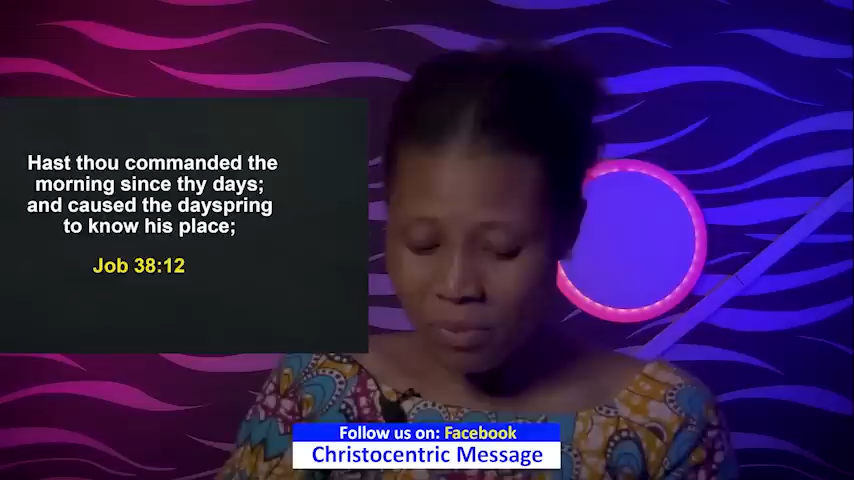 Hast thou commanded the
morning since thy days;
and caused the dayspring
to know his place;
Job 38:12
Follow us on: Facebook
Christocentric Message